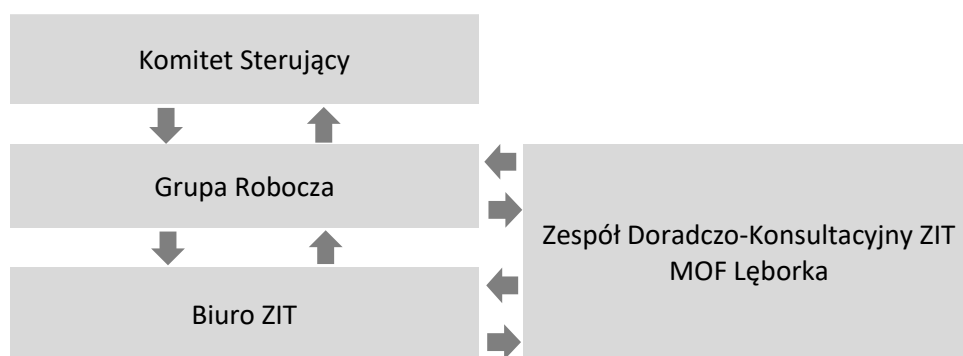 Komitet Sterujący
Grupa Robocza
Zespół Doradczo-Konsultacyjny ZIT
MOF Lęborka
Biuro ZIT